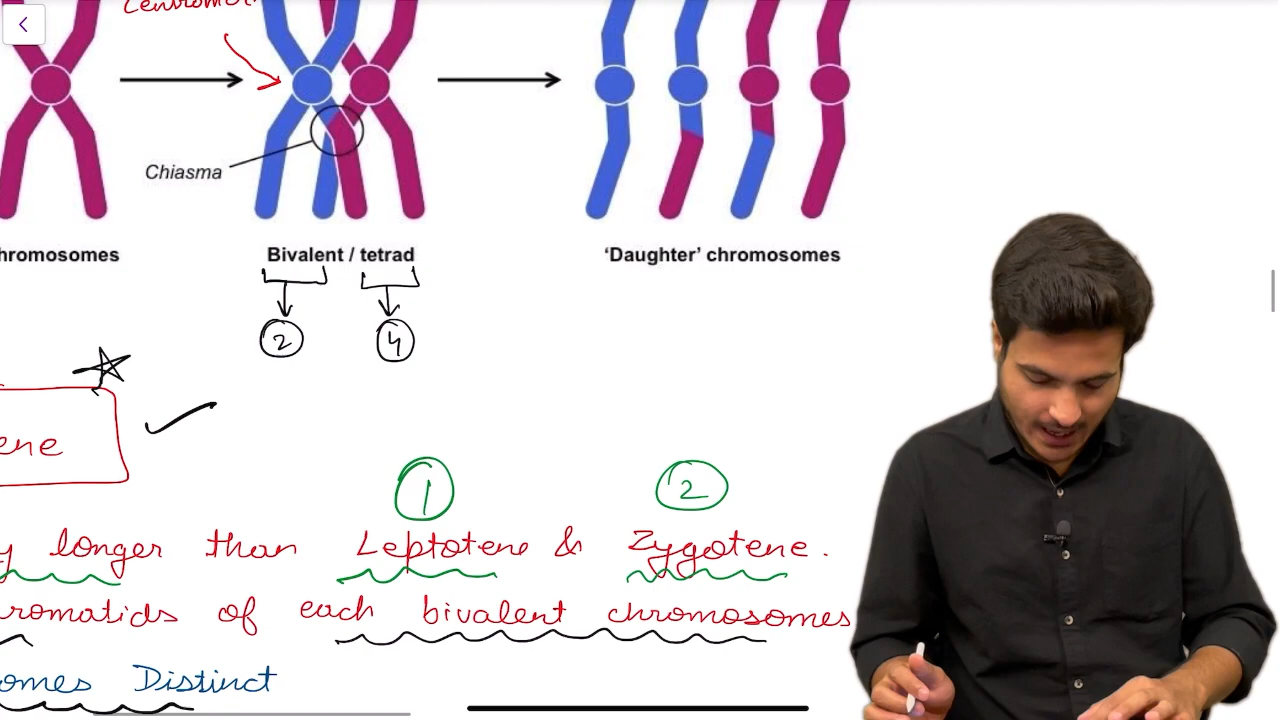 Chiasma
hromosomes
Bivalent / tetrad
'Daughter' chromosomes
2
4
ene
1
2
y longer than Leptotene & Zygotene.
romatids of each bivalent chromosomes
omes Distinct